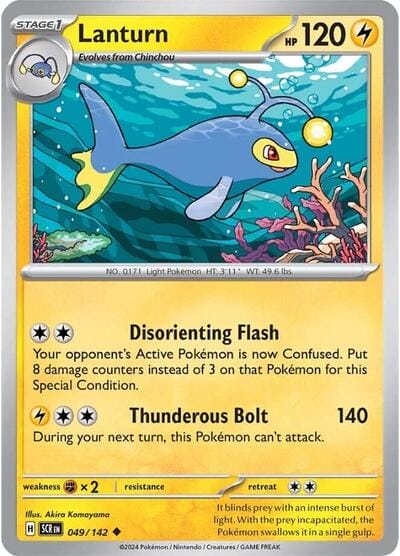 STAGE 1
Lanturn
HP 120
Evolves from Chinchou
NO. 0171 Light Pokémon HT: 3'11" WT: 49.6 lbs.
Disorienting Flash
Your opponent's Active Pokémon is now Confused. Put
8 damage counters instead of 3 on that Pokémon for
this Special Condition.
Thunderous Bolt 140
During your next turn, this Pokémon can't attack.
weakness ×2 resistance retreat
Illus. Akira Komayama
H SCR EN 049/142
It blinds prey with an intense burst of
light. With the prey incapacitated, the
Pokémon swallows it in a single gulp.
©2024 Pokémon / Nintendo / Creatures / GAME FREAK